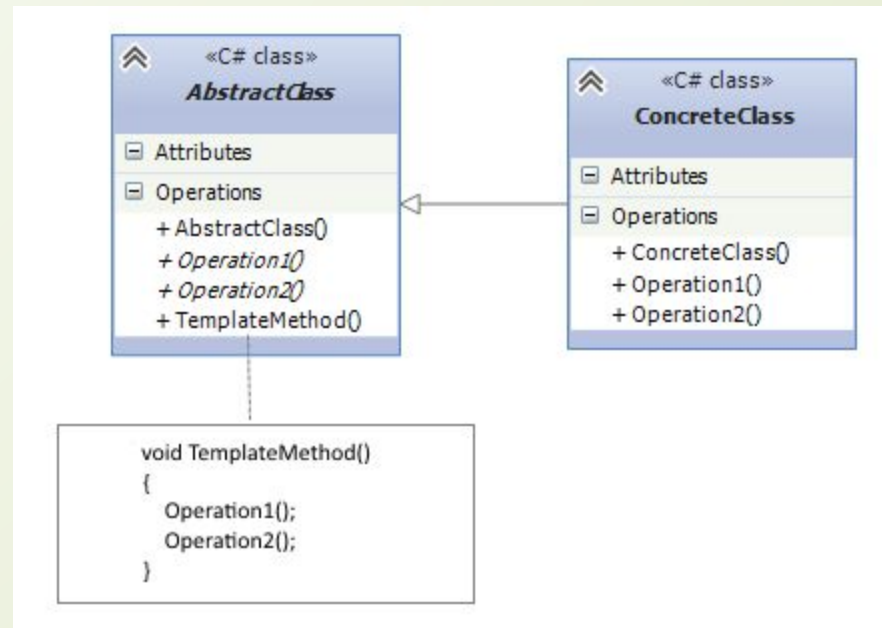 «C# class»
AbstractClass
Attributes
Operations
+ AbstractClass()
+ Operation1()
+ Operation2()
+ TemplateMethod()
«C# class»
ConcreteClass
Attributes
Operations
+ ConcreteClass()
+ Operation1()
+ Operation2()
void TemplateMethod()
{
Operation1();
Operation2();
}